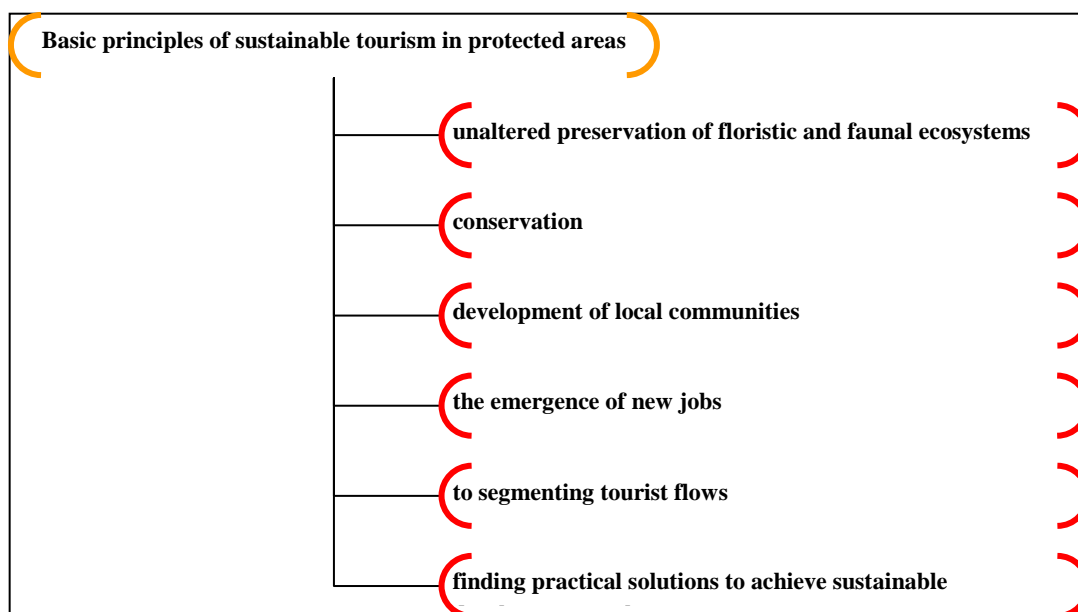 Basic principles of sustainable tourism in protected areas
unaltered preservation of floristic and faunal ecosystems
conservation
development of local communities
the emergence of new jobs
to segmenting tourist flows
finding practical solutions to achieve sustainable